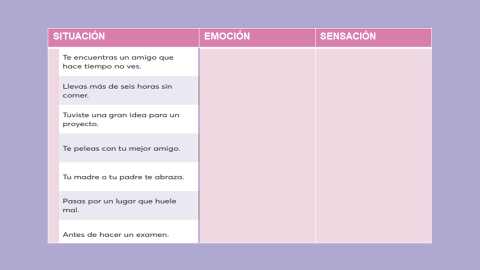 SITUACIÓN EMOCIÓN SENSACIÓN
Te encuentras un amigo que
hace tiempo no ves.
Llevas más de seis horas sin
comer.
Tuviste una gran idea para un
proyecto.
Te peleas con tu mejor amigo.
Tu madre o tu padre te abraza.
Pasas por un lugar que huele
mal.
Antes de hacer un examen.